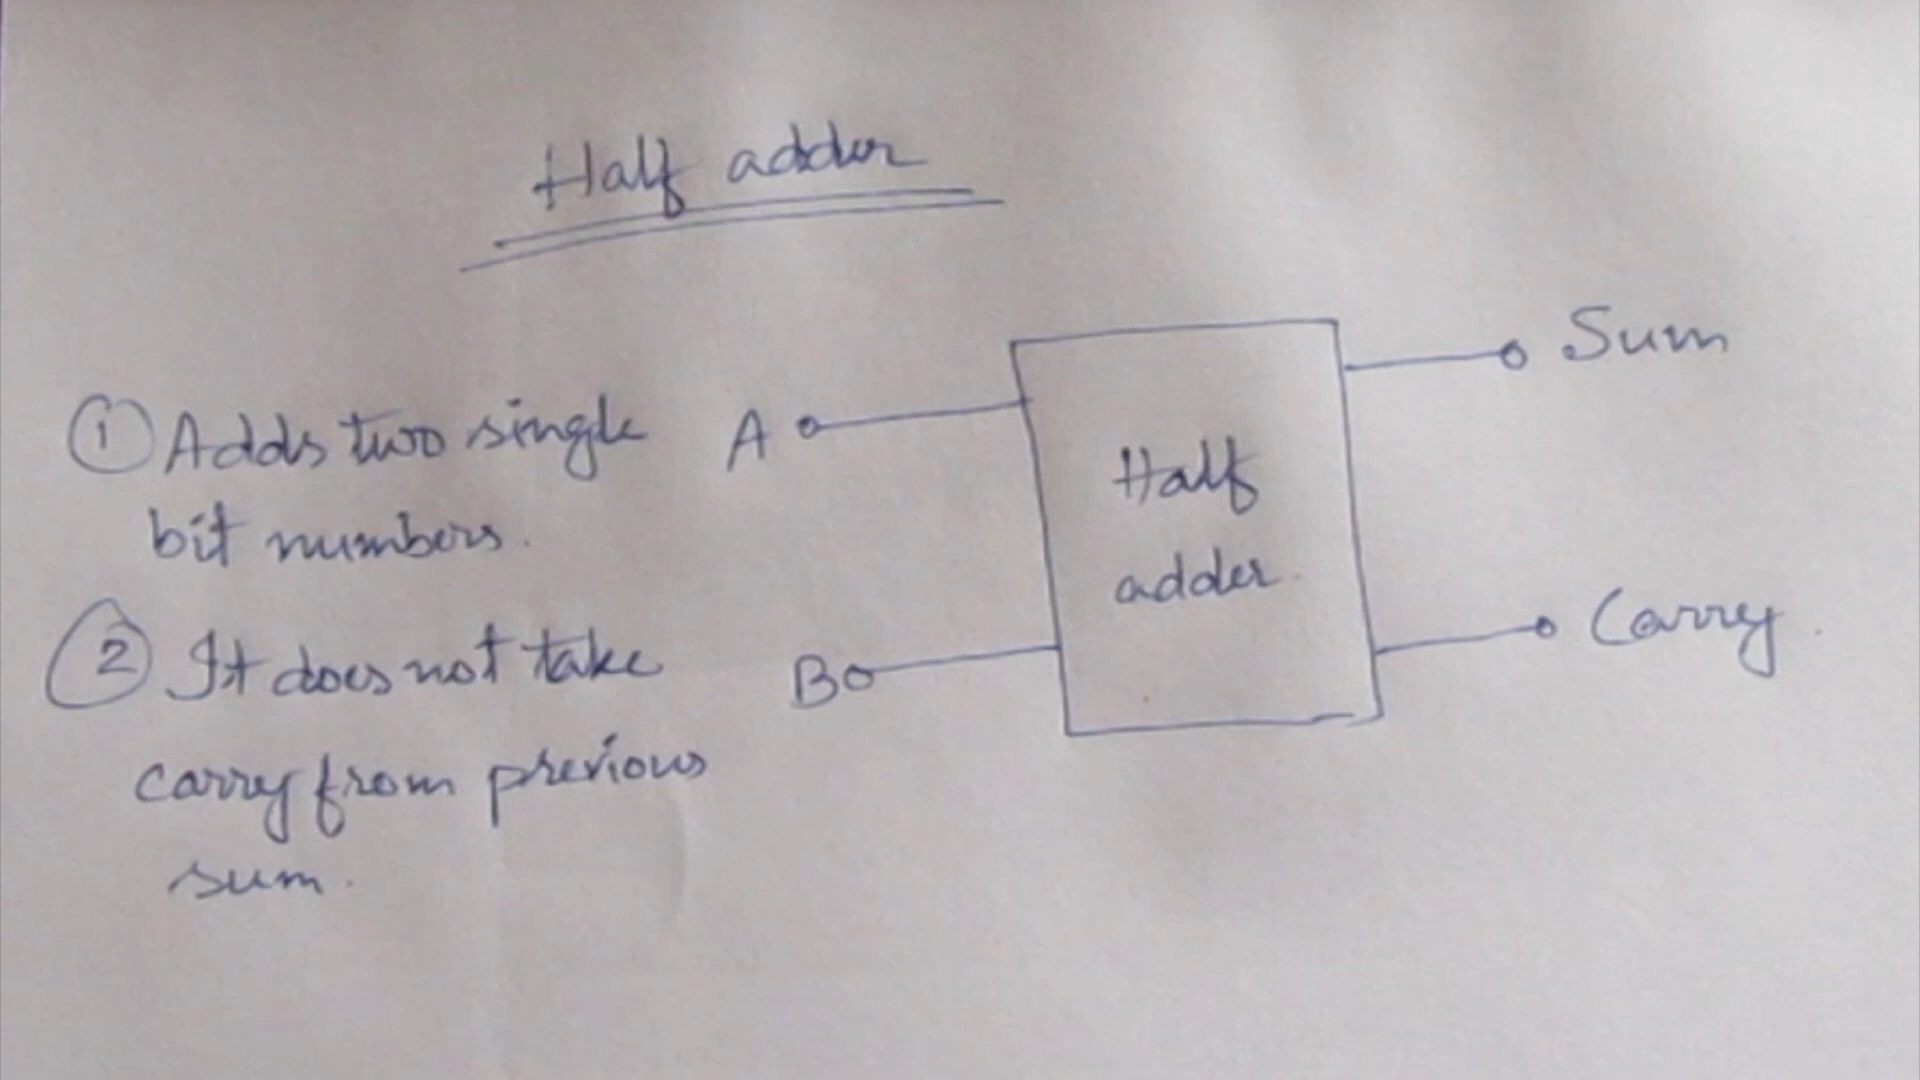 Half adder
① Adds two single
bit numbers.
② It does not take
carry from previous
sum.
A
B
Half
adder
Sum
Carry